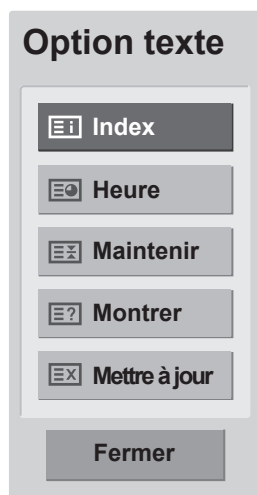 Option texte
Index
Heure
Maintenir
Montrer
Mettre à jour
Fermer